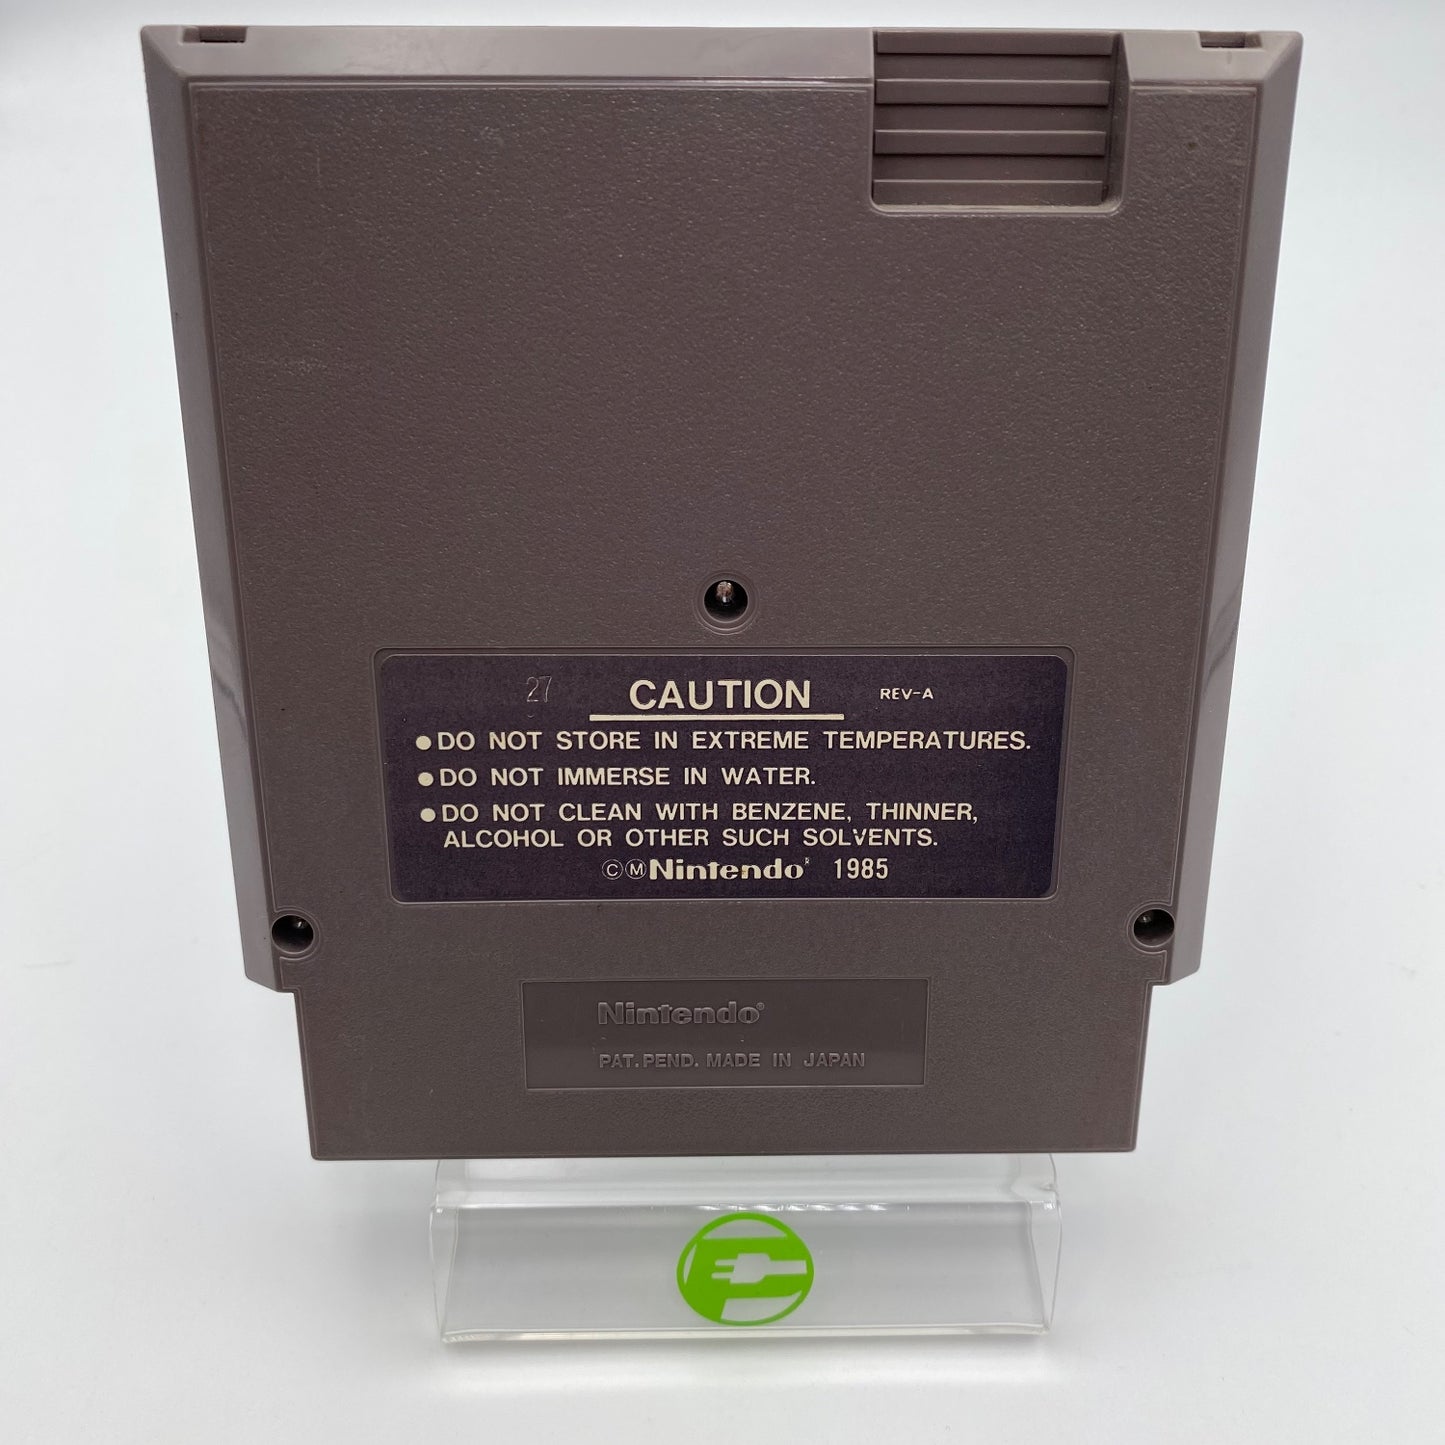 27 CAUTION REV-A
●DO NOT STORE IN EXTREME TEMPERATURES.
●DO NOT IMMERSE IN WATER.
●DO NOT CLEAN WITH BENZENE, THINNER,
ALCOHOL OR OTHER SUCH SOLVENTS.
ⒸⓂNintendo® 1985
Nintendo®
PAT. PEND. MADE IN JAPAN